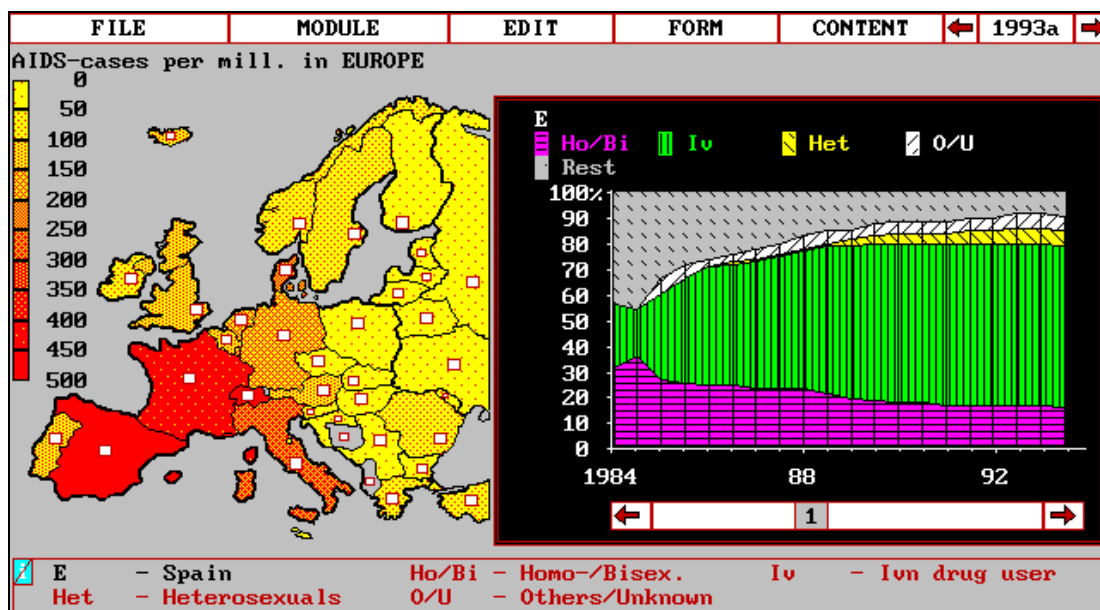 FILE MODULE EDIT FORM CONTENT 1993a
AIDS-cases per mill. in EUROPE
0
50
100
150
200
250
300
350
400
450
500
E
Ho/Bi Iv Het O/U
Rest
100%
90
80
70
60
50
40
30
20
10
0
1984 88 92
1
i E - Spain Ho/Bi - Homo-/Bisex. Iv - Ivn drug user
Het - Heterosexuals O/U - Others/Unknown